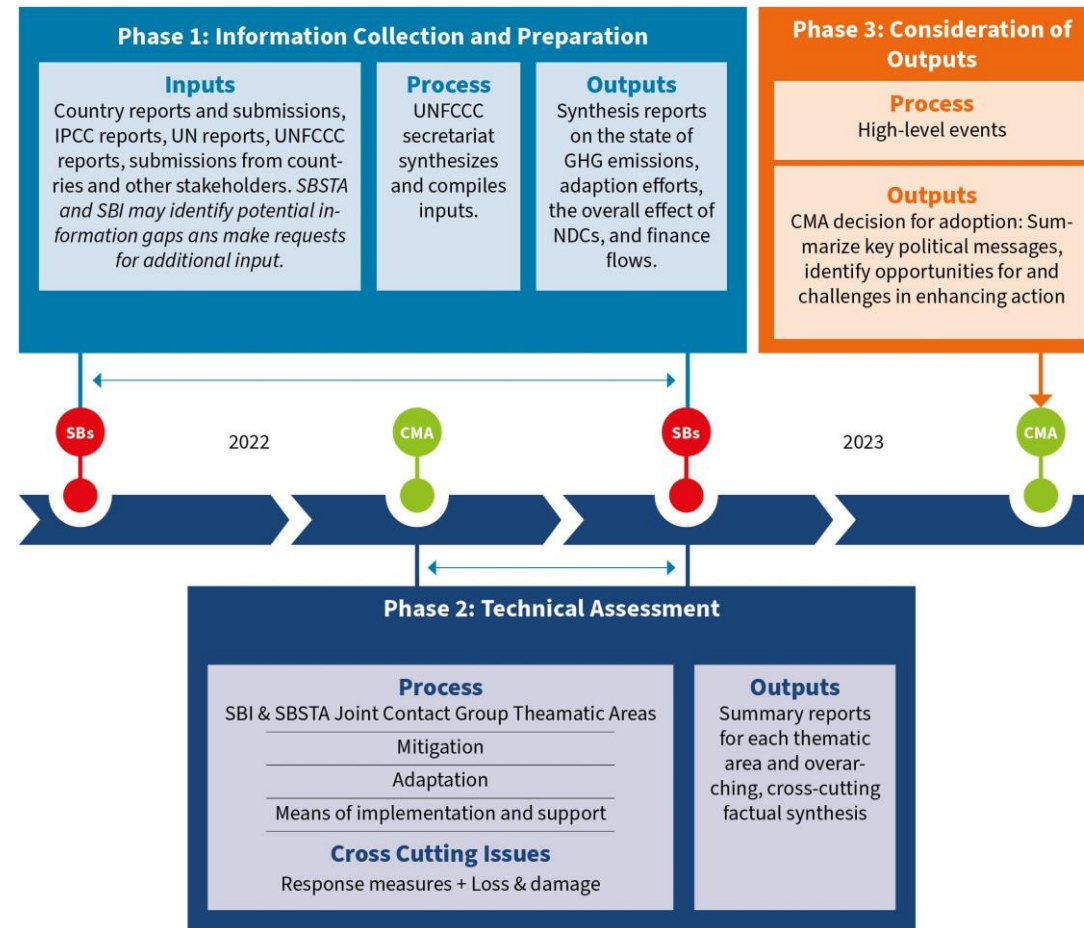 Phase 1: Information Collection and Preparation
Inputs
Country reports and submissions,
IPCC reports, UN reports, UNFCCC
reports, submissions from coun-
tries and other stakeholders. SBSTA
and SBI may identify potential in-
formation gaps ans make requests
for additional input.
Process
UNFCCC
secretariat
synthesizes
and compiles
inputs.
Outputs
Synthesis reports
on the state of
GHG emissions,
adaption efforts,
the overall effect of
NDCs, and finance
flows.
Phase 3: Consideration of
Outputs
Process
High-level events
Outputs
CMA decision for adoption: Sum-
marize key political messages,
identify opportunities for and
challenges in enhancing action
SBs
2022
CMA
SBs
2023
CMA
Phase 2: Technical Assessment
Process
SBI & SBSTA Joint Contact Group Theamatic Areas
Mitigation
Adaptation
Means of implementation and support
Cross Cutting Issues
Response measures + Loss & damage
Outputs
Summary reports
for each thematic
area and overar-
ching, cross-cutting
factual synthesis